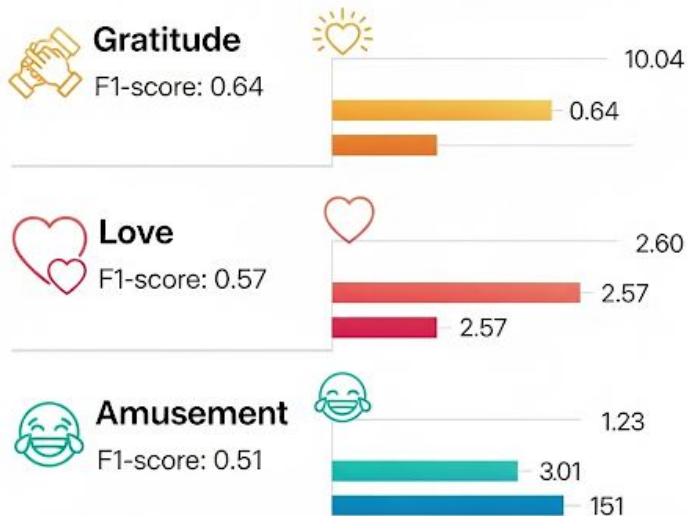 Gratitude
F1-score: 0.64
10.04
0.64
Love
F1-score: 0.57
2.60
2.57
2.57
Amusement
F1-score: 0.51
1.23
3.01
151